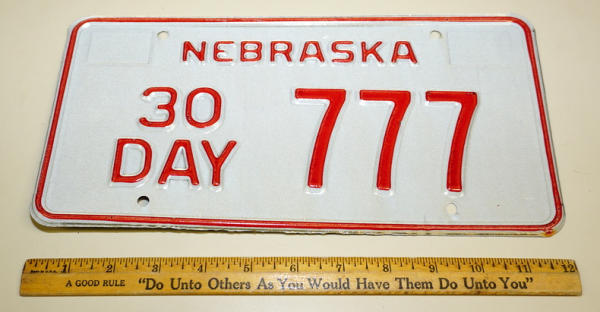 NEBRASKA
30 777
DAY
1 2 3 4 5 6 7 8 9 10 11 12
A GOOD RULE "Do Unto Others As You Would Have Them Do Unto You"